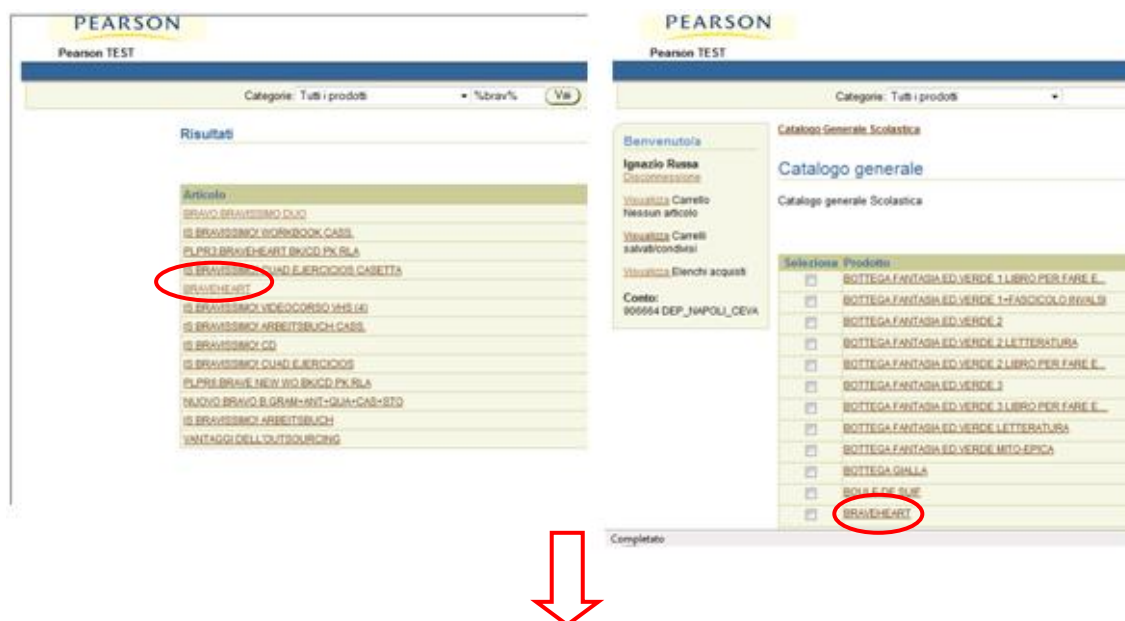 PEARSON
Pearson TEST
Categorie: Tutti i prodotti %brav% Vai
Risultati
Articolo
BRAVO BRAVISSIMO DUO
IS BRAVISSIMO! WORKBOOK CASS.
PLPR3:BRAVEHEART BK/CD PK RLA
IS BRAVISSIMO! CUAD EJERCICIOS CASETTA
BRAVEHEART
IS BRAVISSIMO! VIDEOCORSO VHS (4)
IS BRAVISSIMO! ARBEITSBUCH CASS.
IS BRAVISSIMO! CD
IS BRAVISSIMO! CUAD EJERCICIOS
PLPR6:BRAVE NEW WO BK/CD PK RLA
NUOVO BRAVO B.GRAM+ANT+QUA+CAS+STO
IS BRAVISSIMO! ARBEITSBUCH
VANTAGGI DELL'OUTSOURCING
PEARSON
Pearson TEST
Categorie: Tutti i prodotti
Benvenuto/a
Ignazio Russa
Disconnessione
Visualizza Carrello
Nessun articolo
Visualizza Carrelli
salvati/condivisi
Visualizza Elenchi acquisti
Conto:
906664 DEP_NAPOLI_CEVA
Catalogo Generale Scolastica
Catalogo generale
Catalogo generale Scolastica
Seleziona Prodotto
BOTTEGA FANTASIA ED.VERDE 1 LIBRO PER FARE E...
BOTTEGA FANTASIA ED.VERDE 1+FASCICOLO INVALSI
BOTTEGA FANTASIA ED.VERDE 2
BOTTEGA FANTASIA ED.VERDE 2 LETTERATURA
BOTTEGA FANTASIA ED.VERDE 2 LIBRO PER FARE E...
BOTTEGA FANTASIA ED.VERDE 3
BOTTEGA FANTASIA ED.VERDE 3 LIBRO PER FARE E...
BOTTEGA FANTASIA ED.VERDE LETTERATURA
BOTTEGA FANTASIA ED.VERDE MITO-EPICA
BOTTEGA GIALLA
BOULE DE SUIF
BRAVEHEART
Completato